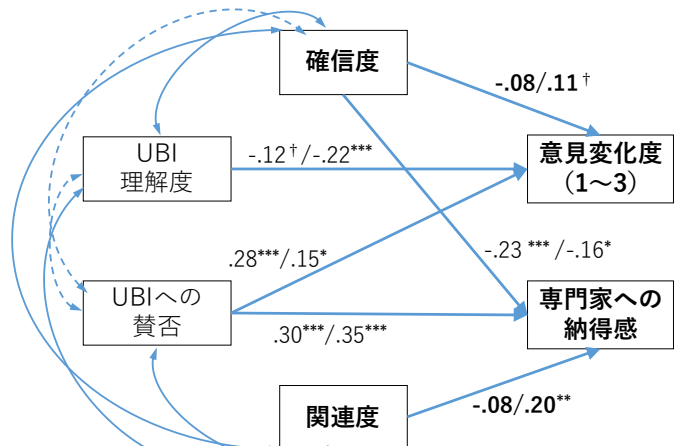 確信度
-.08/.11†
UBI
理解度
-.12†/-.22***
意見変化度
（1～3）
.28***/.15*
-.23 ***/-.16*
UBIへの
賛否
.30***/.35***
専門家への
納得感
関連度
-.08/.20**